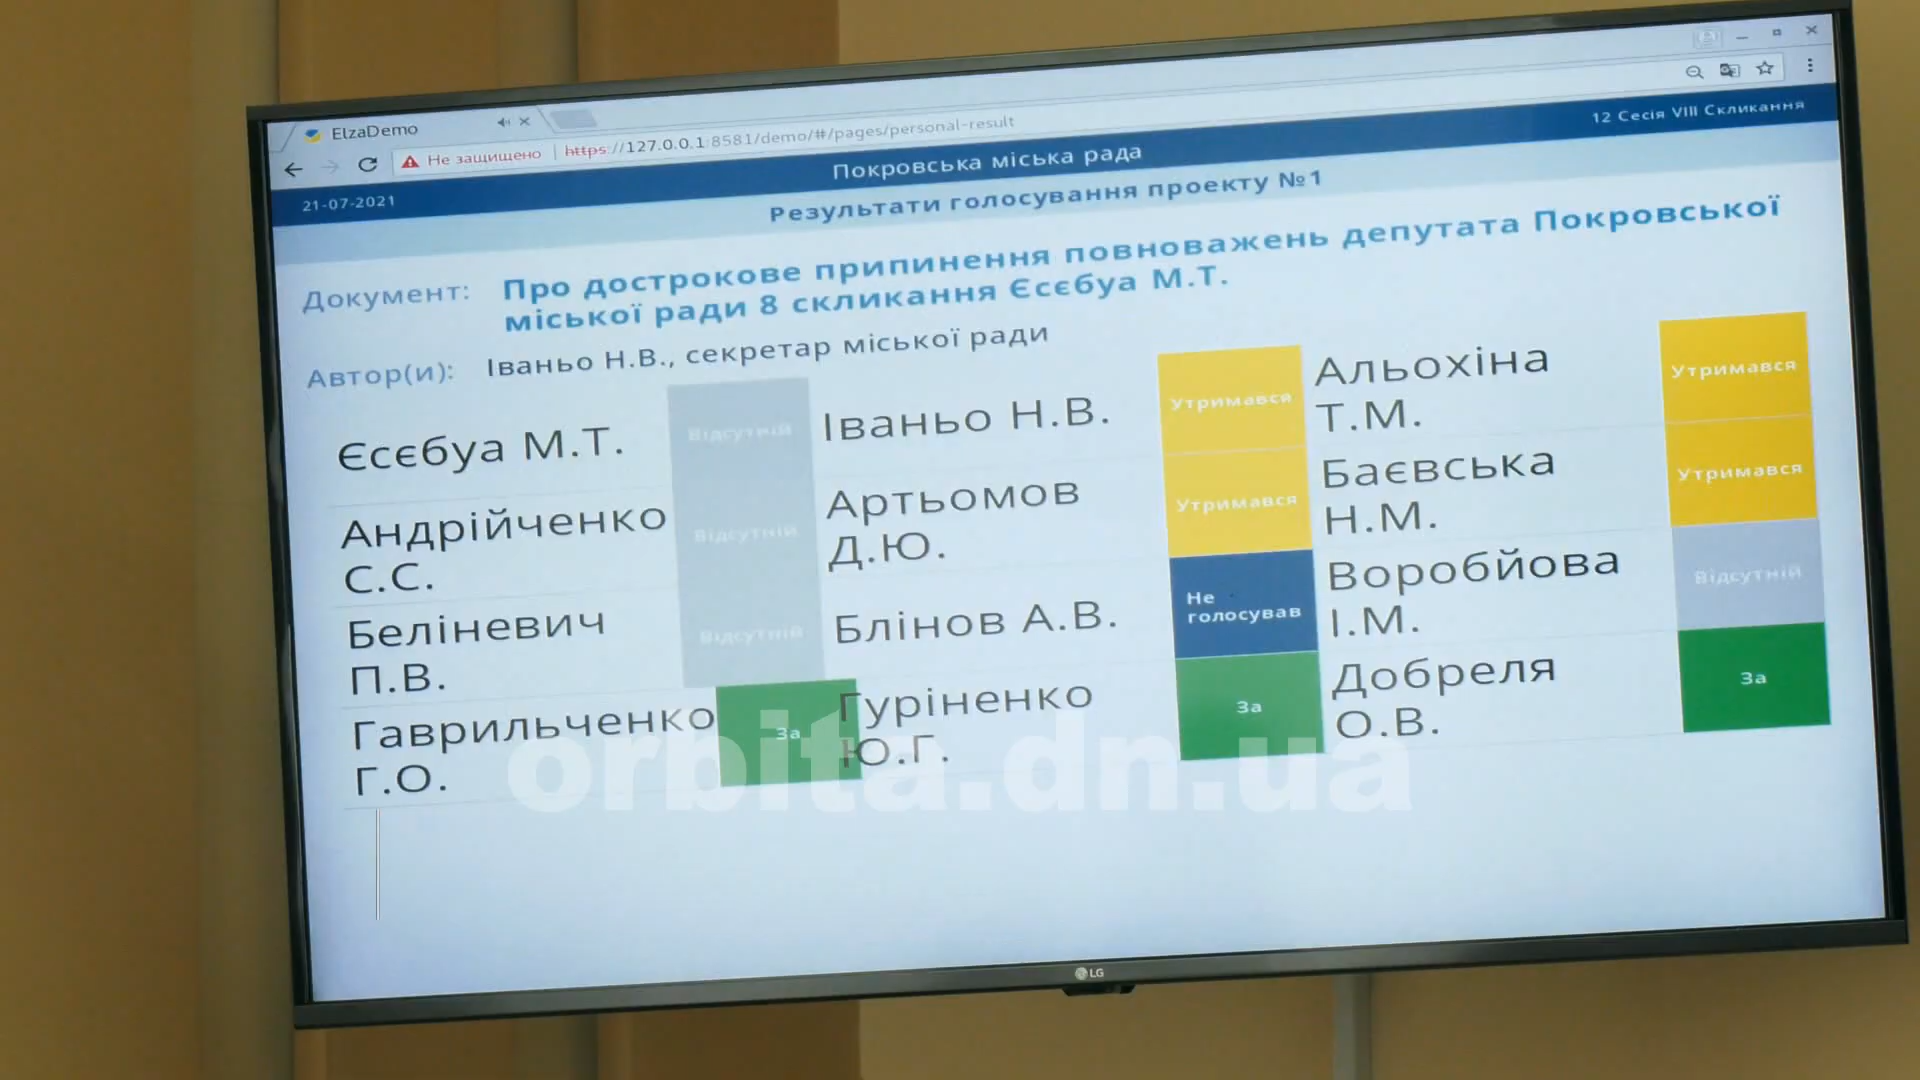 ElzaDemo
Не защищено https://127.0.0.1:8581/demo/#/pages/personal-result
21-07-2021 Покровська міська рада 12 Сесія VIII Скликання
Результати голосування проекту №1
Документ: Про дострокове припинення повноважень депутата Покровської
міської ради 8 скликання Єсєбуа М.Т.
Автор(и): Іваньо Н.В., секретар міської ради
Єсєбуа М.Т. Відсутній
Іваньо Н.В. Утримався
Альохіна
Т.М. Утримався
Андрійченко
С.С. Відсутній
Артьомов
Д.Ю. Утримався
Баєвська
Н.М. Утримався
Беліневич
П.В. Відсутній
Блінов А.В. Не
голосував
Воробйова
І.М. Відсутній
Гаврильченко
Г.О. За
Гуріненко
Ю.Г. За
Добреля
О.В. За
orbita.dn.ua
LG